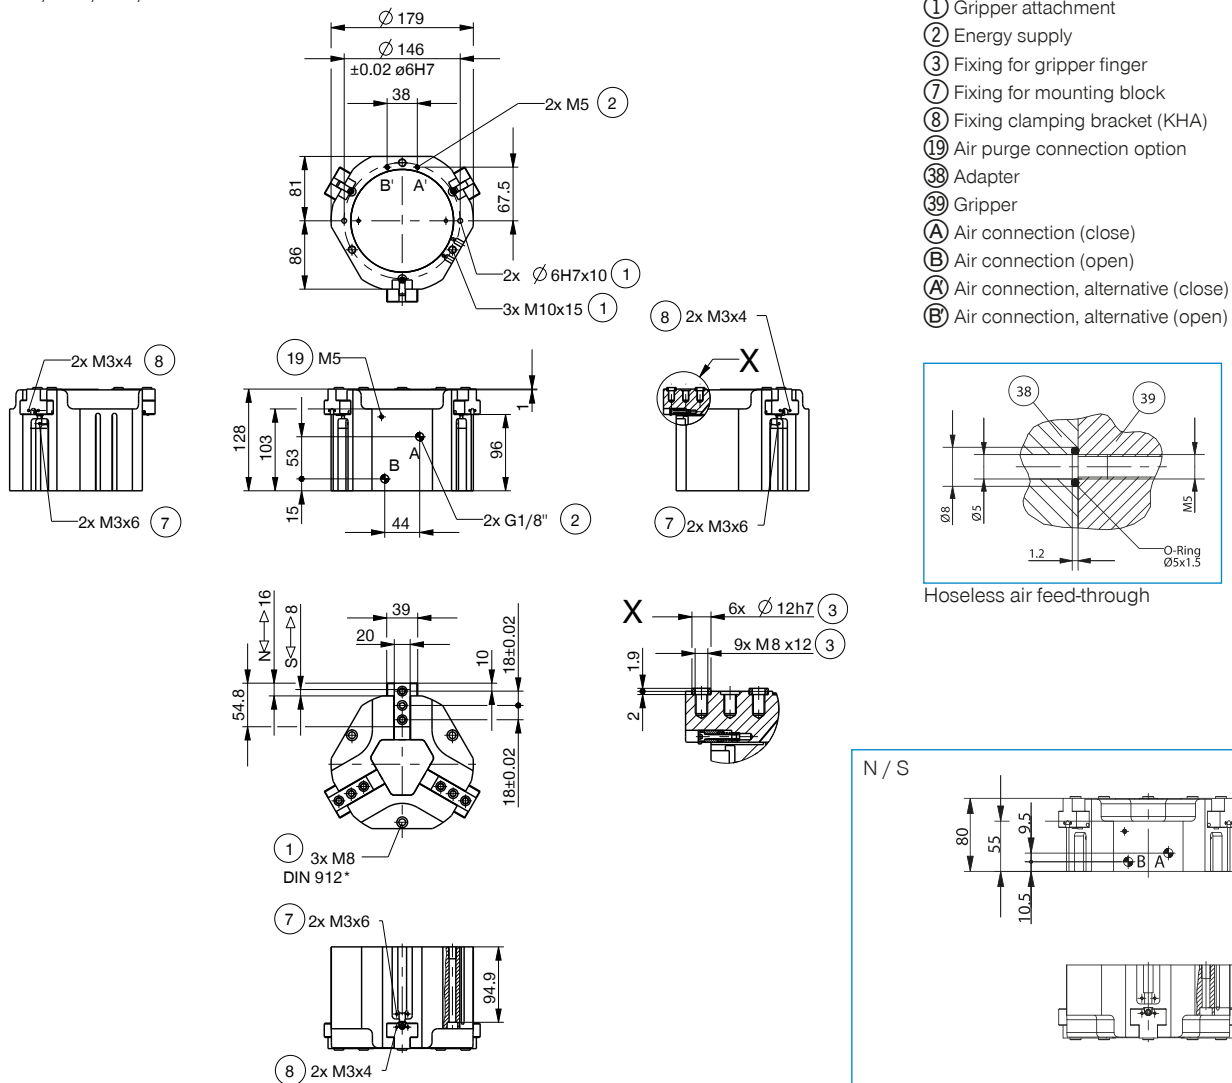 Ø 179
Ø 146
±0.02 ø6H7
38
2x M5 2
B' A'
81
86
67.5
2x Ø 6H7x10 1
3x M10x15 1
1 Gripper attachment
2 Energy supply
3 Fixing for gripper finger
7 Fixing for mounting block
8 Fixing clamping bracket (KHA)
19 Air purge connection option
38 Adapter
39 Gripper
A Air connection (close)
B Air connection (open)
A' Air connection, alternative (close)
B' Air connection, alternative (open)
2x M3x4 8
2x M3x6 7
19 M5
128
103
53
15
A
B
44
1
96
2x G1/8" 2
8 2x M3x4
X
7 2x M3x6
38
39
Ø8
Ø5
M5
1.2
O-Ring
Ø5x1.5
Hoseless air feed-through
N◁—▷16
S◁—▷8
54.8
39
20
10
18±0.02
18±0.02
1 3x M8
DIN 912*
X
6x Ø 12h7 3
9x M8 x12 3
1.9
2
7 2x M3x6
94.9
8 2x M3x4
N / S
80
55
9.5
10.5
B A